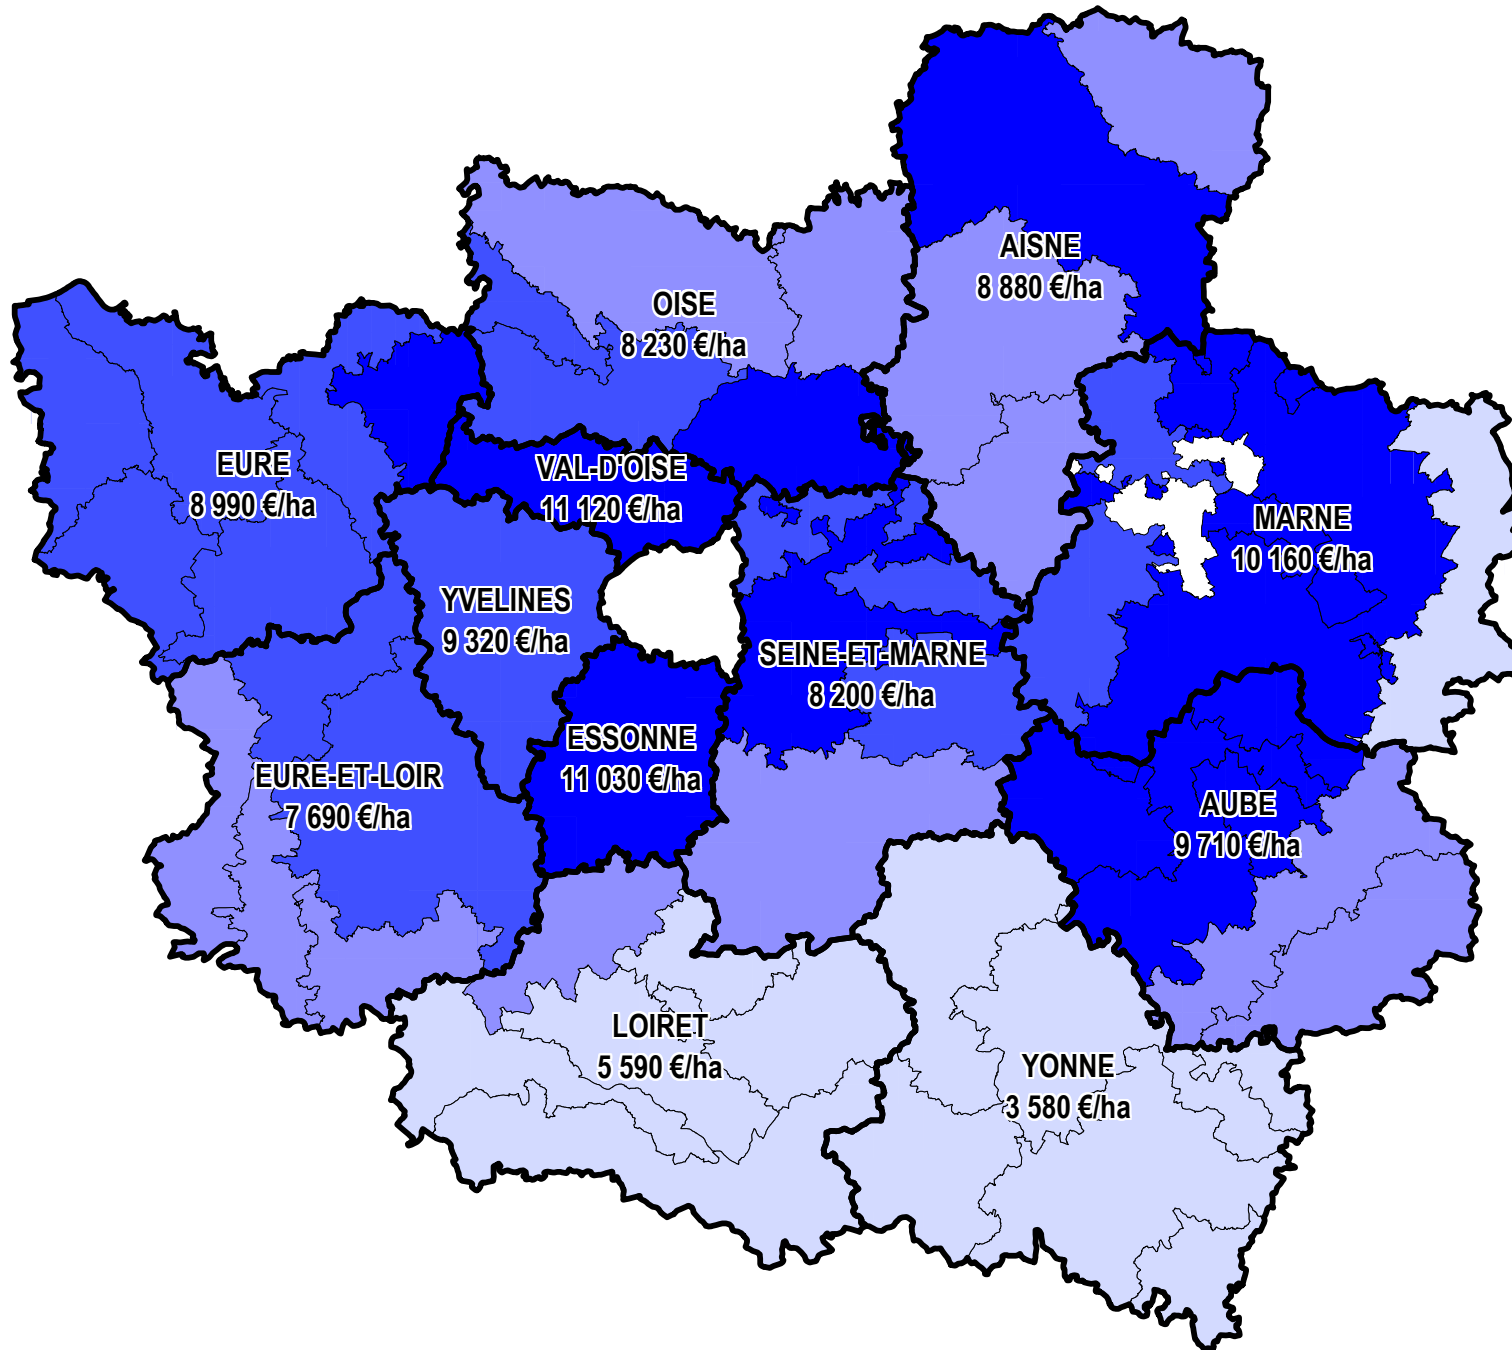 AISNE
8 880 €/ha
OISE
8 230 €/ha
EURE
8 990 €/ha
VAL-D'OISE
11 120 €/ha
MARNE
10 160 €/ha
YVELINES
9 320 €/ha
SEINE-ET-MARNE
8 200 €/ha
ESSONNE
11 030 €/ha
EURE-ET-LOIR
7 690 €/ha
AUBE
9 710 €/ha
LOIRET
5 590 €/ha
YONNE
3 580 €/ha